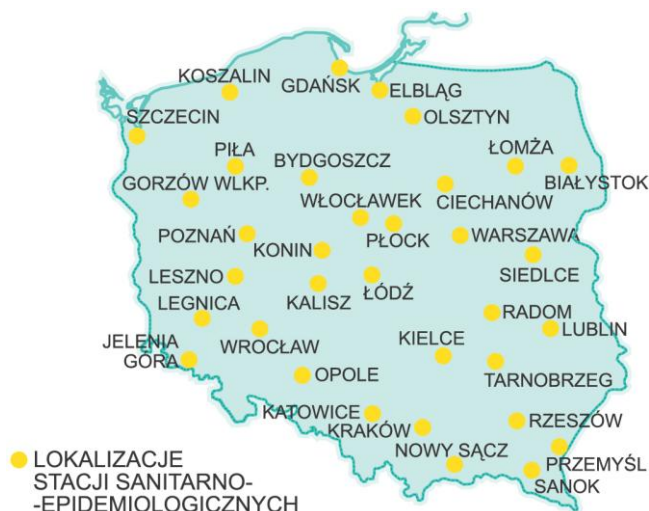 KOSZALIN
GDAŃSK
ELBLĄG
SZCZECIN
OLSZTYN
PIŁA
BYDGOSZCZ
ŁOMŻA
BIAŁYSTOK
GORZÓW WLKP.
WŁOCŁAWEK
CIECHANÓW
POZNAŃ
KONIN
PŁOCK
WARSZAWA
SIEDLCE
LESZNO
KALISZ
ŁÓDŹ
LEGNICA
RADOM
LUBLIN
JELENIA
GÓRA
WROCŁAW
KIELCE
OPOLE
TARNOBRZEG
KATOWICE
KRAKÓW
RZESZÓW
NOWY SĄCZ
PRZEMYŚL
SANOK
LOKALIZACJE
STACJI SANITARNO-
-EPIDEMIOLOGICZNYCH